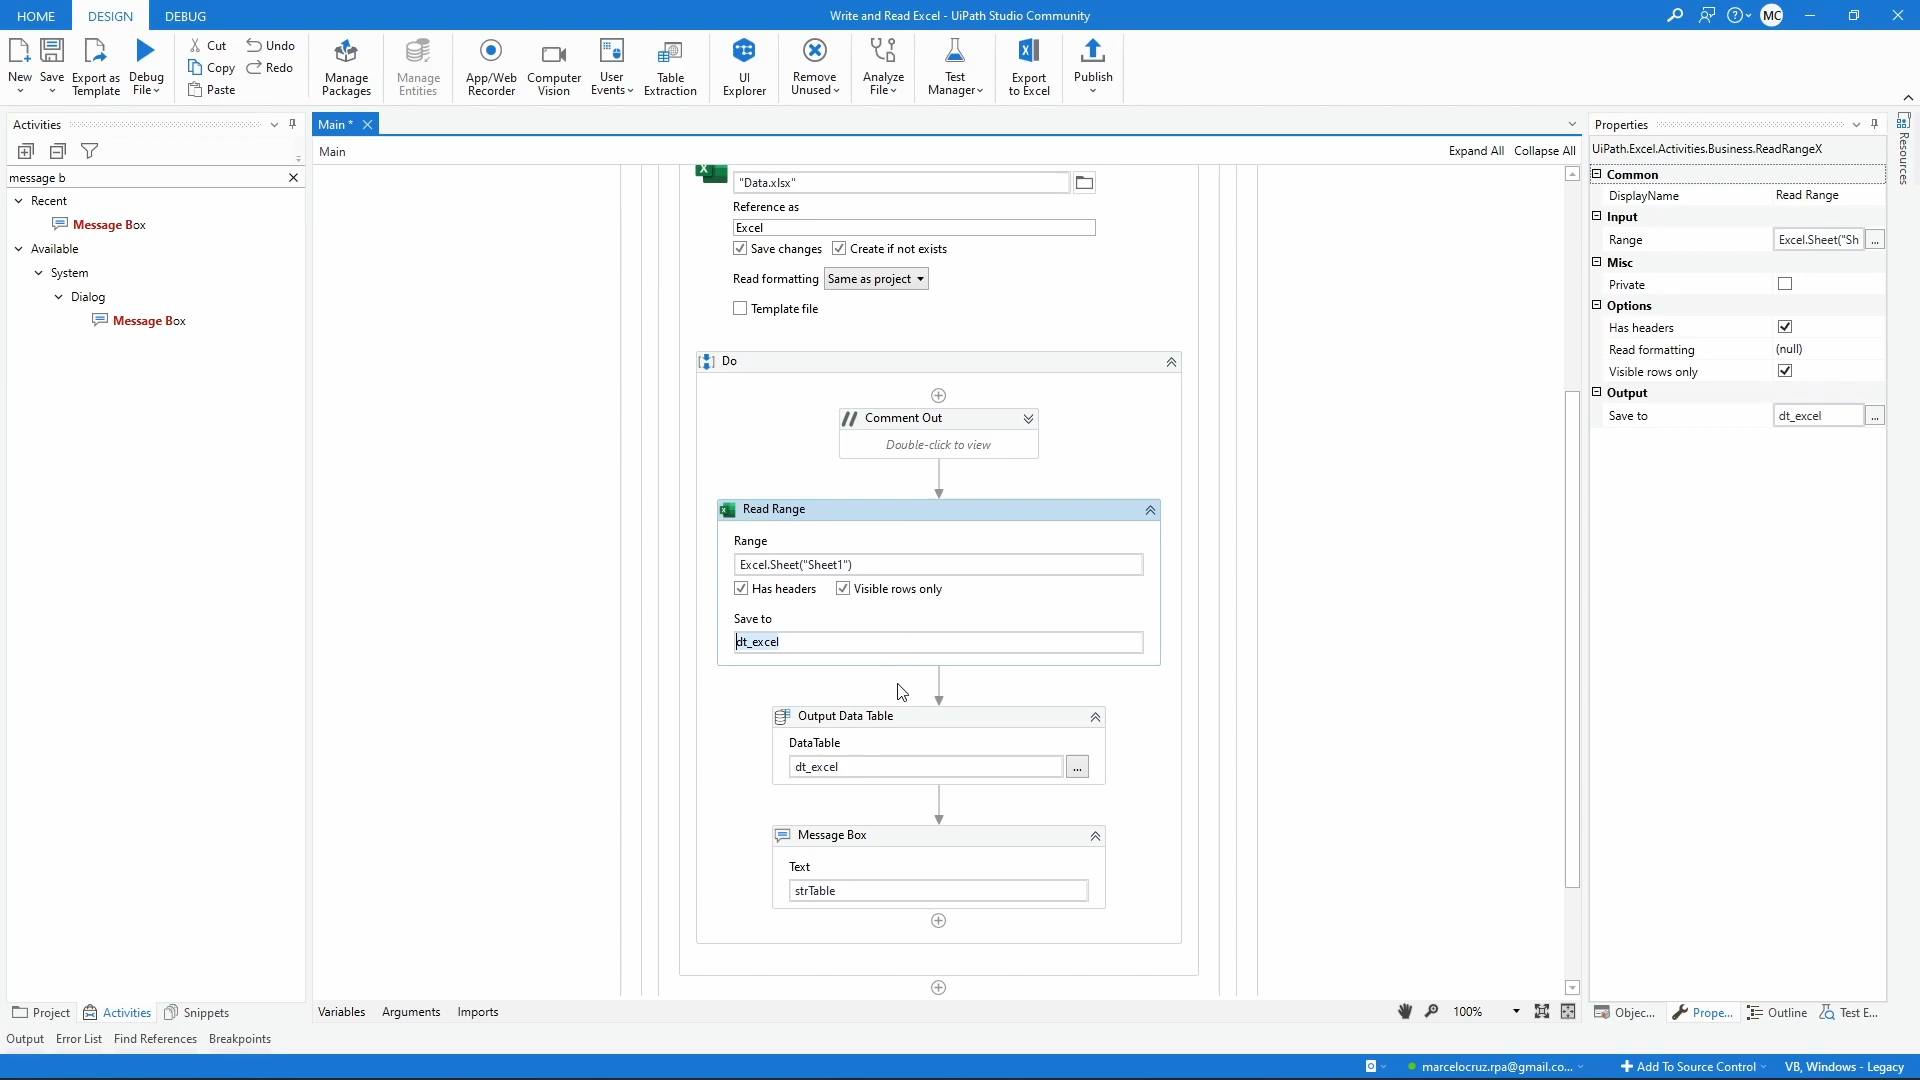 HOME
DESIGN
DEBUG
Write and Read Excel - UiPath Studio Community
MC
New
Save
Export as Template
Debug File
Cut
Copy
Paste
Undo
Redo
Manage Packages
Manage Entities
App/Web Recorder
Computer Vision
User Events
Table Extraction
UI Explorer
Remove Unused
Analyze File
Test Manager
Export to Excel
Publish
Activities
message b
Recent
Message Box
Available
System
Dialog
Message Box
Main *
Main
Expand All
Collapse All
"Data.xlsx"
Reference as
Excel
Save changes
Create if not exists
Read formatting
Same as project
Template file
Do
Comment Out
Double-click to view
Read Range
Range
Excel.Sheet("Sheet1")
Has headers
Visible rows only
Save to
dt_excel
Output Data Table
DataTable
dt_excel
...
Message Box
Text
strTable
Properties
UiPath.Excel.Activities.Business.ReadRangeX
Common
DisplayName
Read Range
Input
Range
Excel.Sheet("Sh
...
Misc
Private
Options
Has headers
Read formatting
(null)
Visible rows only
Output
Save to
dt_excel
...
Resources
Project
Activities
Snippets
Variables
Arguments
Imports
100%
Objec...
Prope...
Outline
Test E...
Output
Error List
Find References
Breakpoints
marcelocruz.rpa@gmail.co...
Add To Source Control
VB, Windows - Legacy